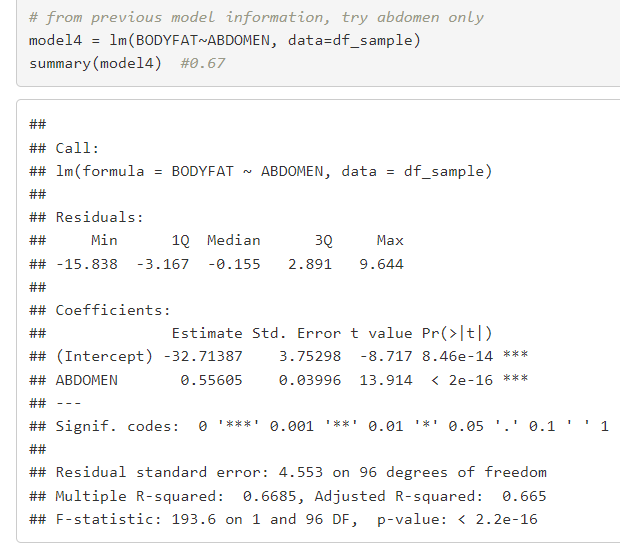 # from previous model information, try abdomen only
model4 = lm(BODYFAT~ABDOMEN, data=df_sample)
summary(model4)  #0.67
##
## Call:
## lm(formula = BODYFAT ~ ABDOMEN, data = df_sample)
##
## Residuals:
##     Min      1Q  Median      3Q     Max
## -15.838  -3.167  -0.155   2.891   9.644
##
## Coefficients:
##              Estimate Std. Error t value Pr(>|t|)
## (Intercept) -32.71387    3.75298  -8.717 8.46e-14 ***
## ABDOMEN       0.55605    0.03996  13.914  < 2e-16 ***
## ---
## Signif. codes:  0 '***' 0.001 '**' 0.01 '*' 0.05 '.' 0.1 ' ' 1
##
## Residual standard error: 4.553 on 96 degrees of freedom
## Multiple R-squared:  0.6685, Adjusted R-squared:  0.665
## F-statistic: 193.6 on 1 and 96 DF,  p-value: < 2.2e-16